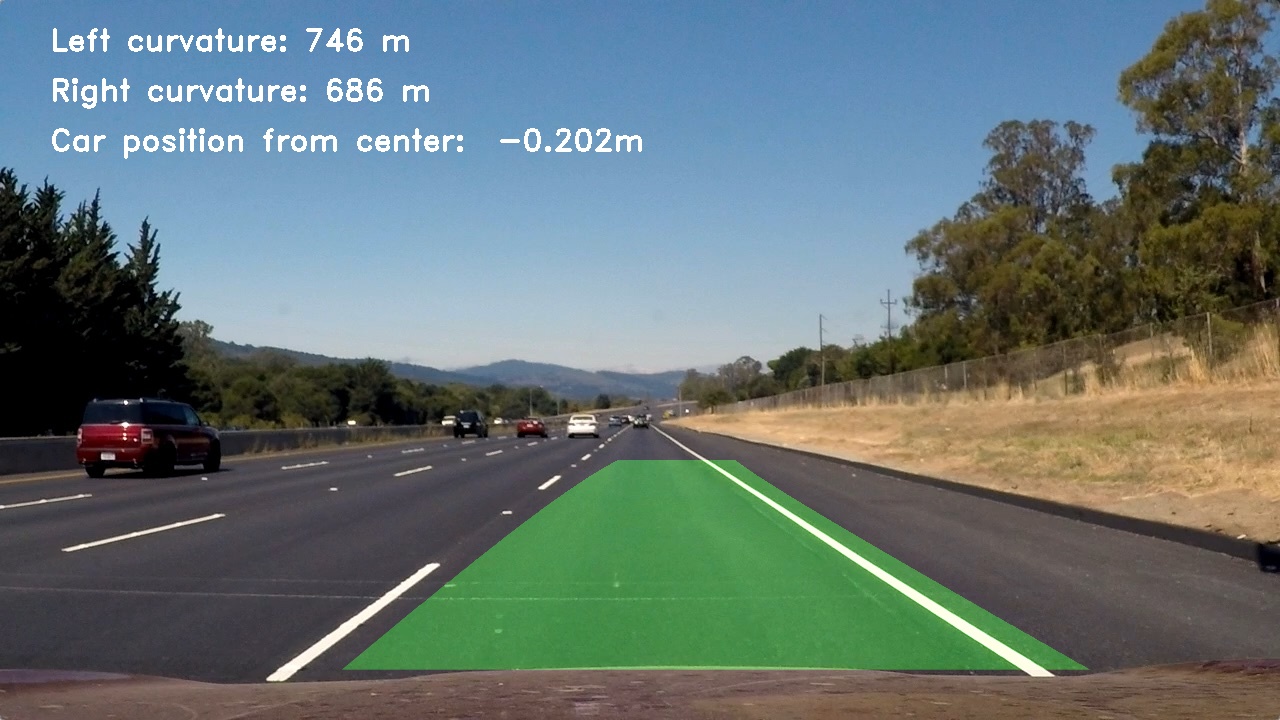 Left curvature: 746 m
Right curvature: 686 m
Car position from center: -0.202m